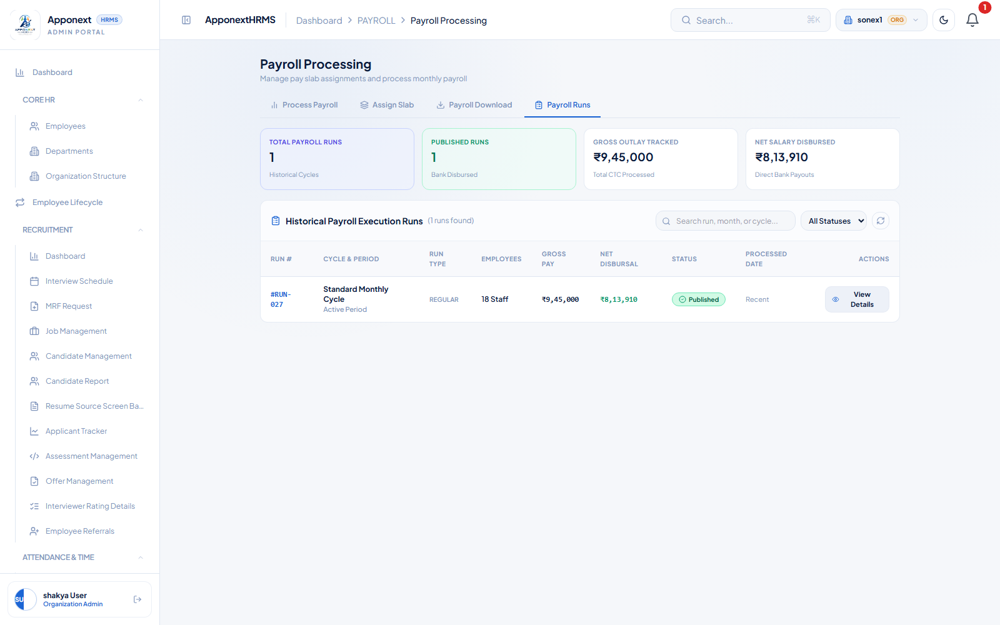 Apponext HRMS
ADMIN PORTAL
Dashboard
CORE HR
Employees
Departments
Organization Structure
Employee Lifecycle
RECRUITMENT
Dashboard
Interview Schedule
MRF Request
Job Management
Candidate Management
Candidate Report
Resume Source Screen Ba...
Applicant Tracker
Assessment Management
Offer Management
Interviewer Rating Details
Employee Referrals
ATTENDANCE & TIME
SU
shakya User
Organization Admin
ApponextHRMS
Dashboard > PAYROLL > Payroll Processing
Search... ⌘K
sonex1 ORG
1
Payroll Processing
Manage pay slab assignments and process monthly payroll
Process Payroll
Assign Slab
Payroll Download
Payroll Runs
TOTAL PAYROLL RUNS
1
Historical Cycles
PUBLISHED RUNS
1
Bank Disbursed
GROSS OUTLAY TRACKED
₹9,45,000
Total CTC Processed
NET SALARY DISBURSED
₹8,13,910
Direct Bank Payouts
Historical Payroll Execution Runs (1 runs found)
Search run, month, or cycle...
All Statuses
RUN #
CYCLE & PERIOD
RUN
TYPE
EMPLOYEES
GROSS
PAY
NET
DISBURSAL
STATUS
PROCESSED
DATE
ACTIONS
#RUN-
027
Standard Monthly
Cycle
Active Period
REGULAR
18 Staff
₹9,45,000
₹8,13,910
Published
Recent
View
Details